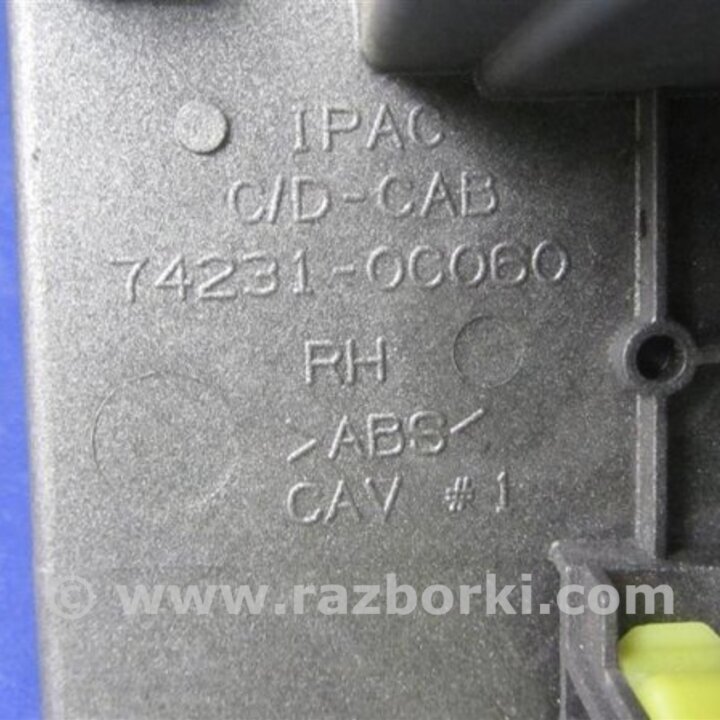 IPAC
C/D-CAB
74231-0C060
RH
>ABS<
CAV #1
© www.razborki.com